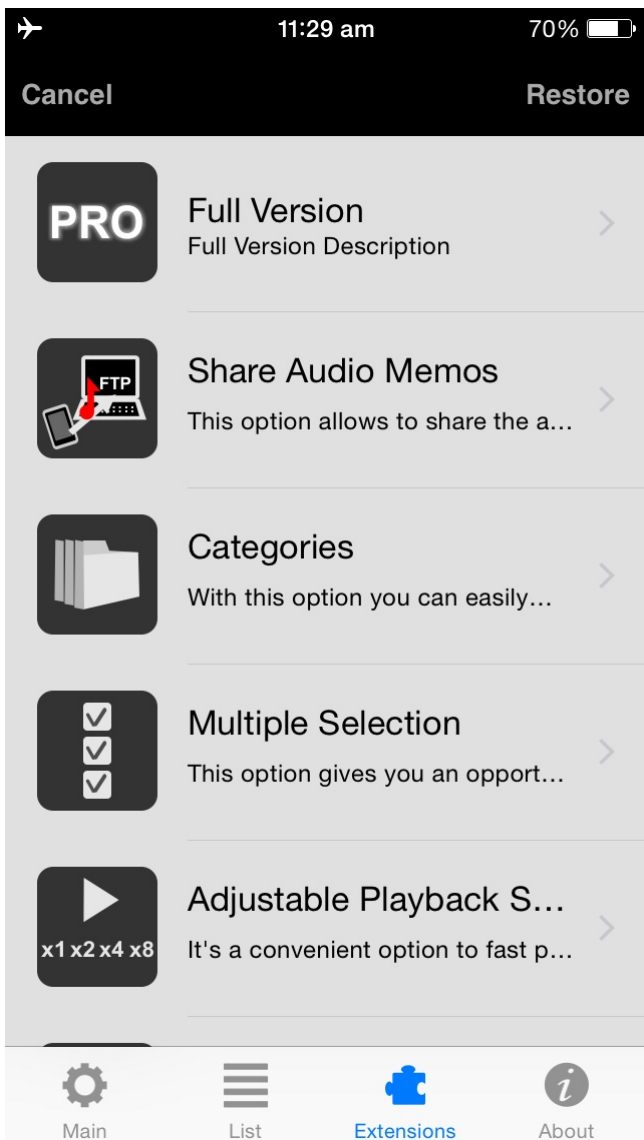 11:29 am 70%
Cancel Restore
PRO
Full Version
Full Version Description
FTP
Share Audio Memos
This option allows to share the a...
Categories
With this option you can easily...
Multiple Selection
This option gives you an opport...
Adjustable Playback S...
x1 x2 x4 x8
It's a convenient option to fast p...
Main List Extensions About